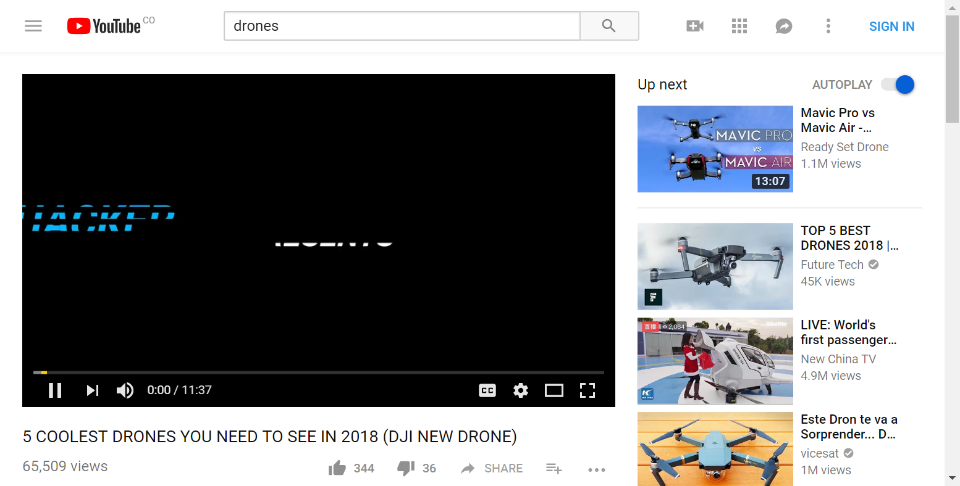 YouTube CO
drones
SIGN IN
HACKER
Up next
AUTOPLAY
MAVIC PRO
vs
MAVIC AIR
13:07
Mavic Pro vs
Mavic Air -...
Ready Set Drone
1.1M views
TOP 5 BEST
DRONES 2018 |...
Future Tech
45K views
LIVE: World's
first passenger...
New China TV
4.9M views
Este Dron te va a
Sorprender... D...
vicesat
1M views
0:00 / 11:37
CC
5 COOLEST DRONES YOU NEED TO SEE IN 2018 (DJI NEW DRONE)
65,509 views
344
36
SHARE